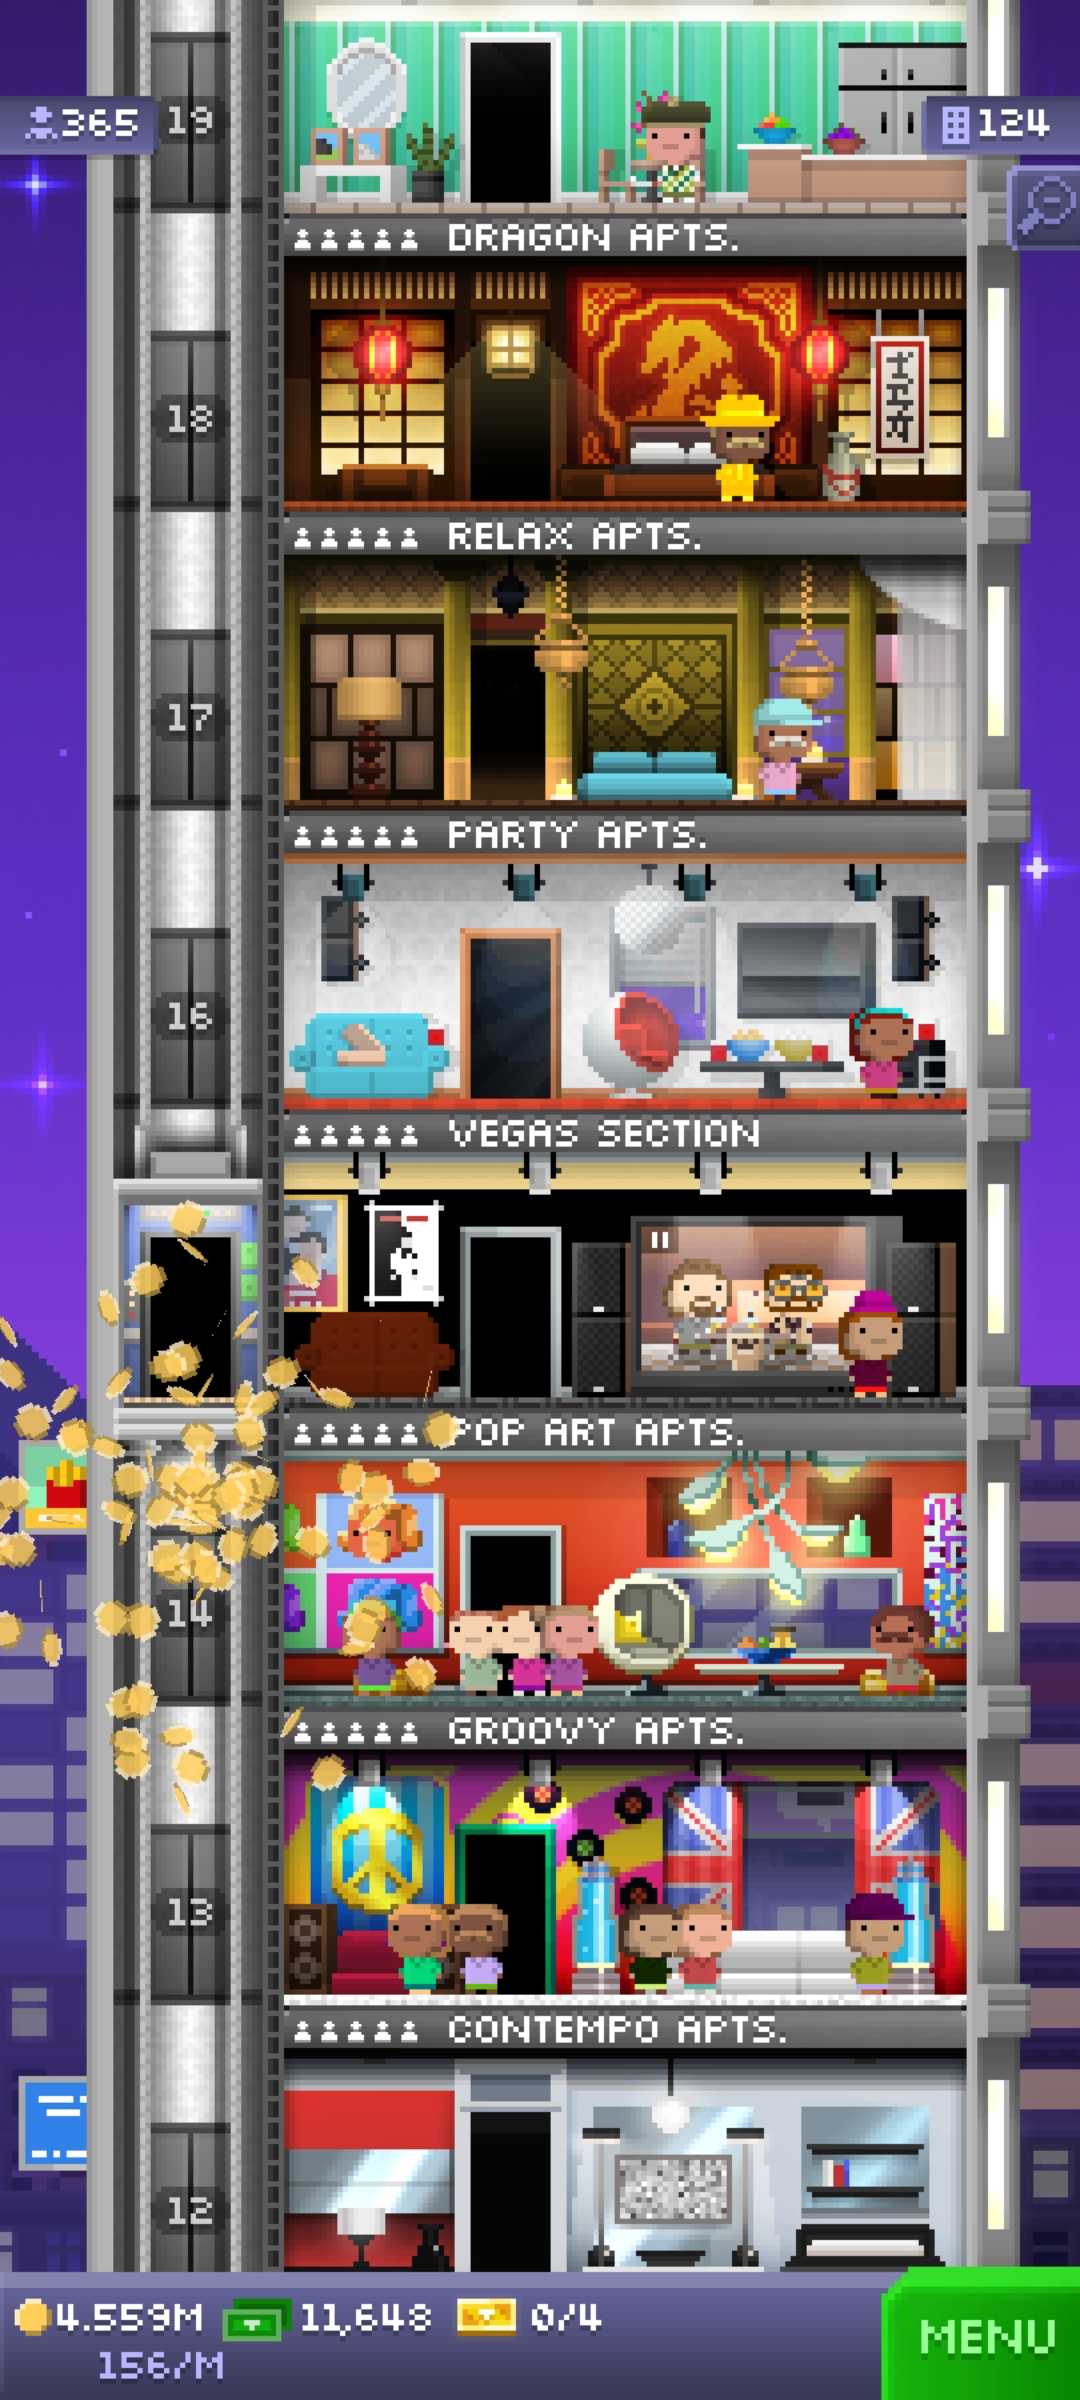 365
19
124
DRAGON APTS.
18
RELAX APTS.
17
PARTY APTS.
16
VEGAS SECTION
POP ART APTS.
14
GROOVY APTS.
13
CONTEMPO APTS.
12
4.559M 11,648 0/4
156/M
MENU